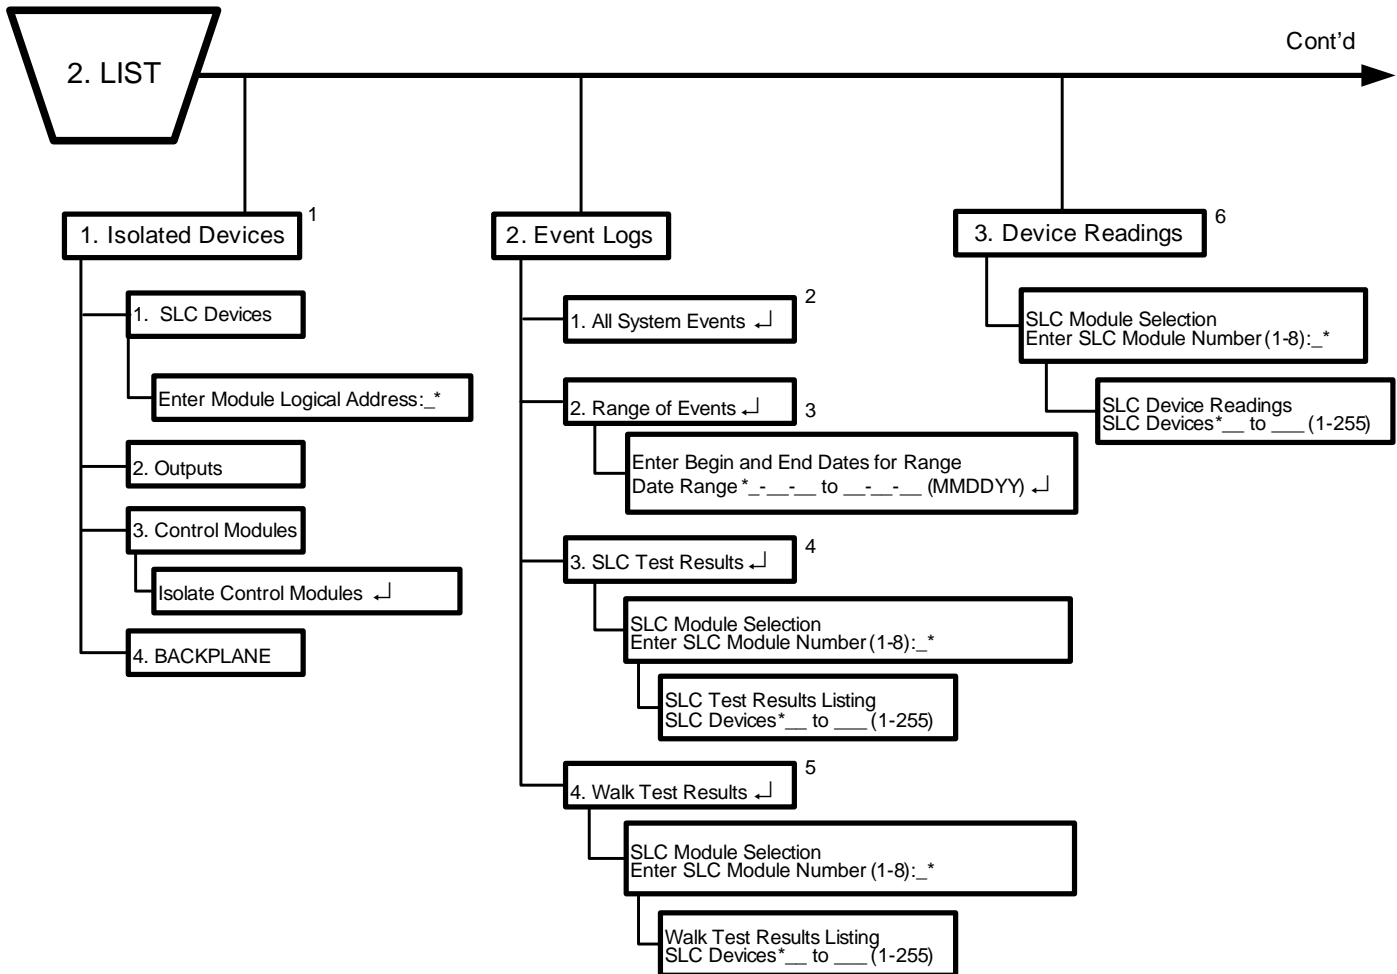 Cont'd
2. LIST
1. Isolated Devices
1
1. SLC Devices
Enter Module Logical Address:_*
2. Outputs
3. Control Modules
Isolate Control Modules ↵
4. BACKPLANE
2. Event Logs
1. All System Events ↵
2
2. Range of Events ↵
3
Enter Begin and End Dates for Range
Date Range *_-__-__ to __-__-__ (MMDDYY) ↵
3. SLC Test Results ↵
4
SLC Module Selection
Enter SLC Module Number (1-8):_*
SLC Test Results Listing
SLC Devices*__ to ___ (1-255)
4. Walk Test Results ↵
5
SLC Module Selection
Enter SLC Module Number (1-8):_*
Walk Test Results Listing
SLC Devices*__ to ___ (1-255)
3. Device Readings
6
SLC Module Selection
Enter SLC Module Number (1-8):_*
SLC Device Readings
SLC Devices*__ to ___ (1-255)